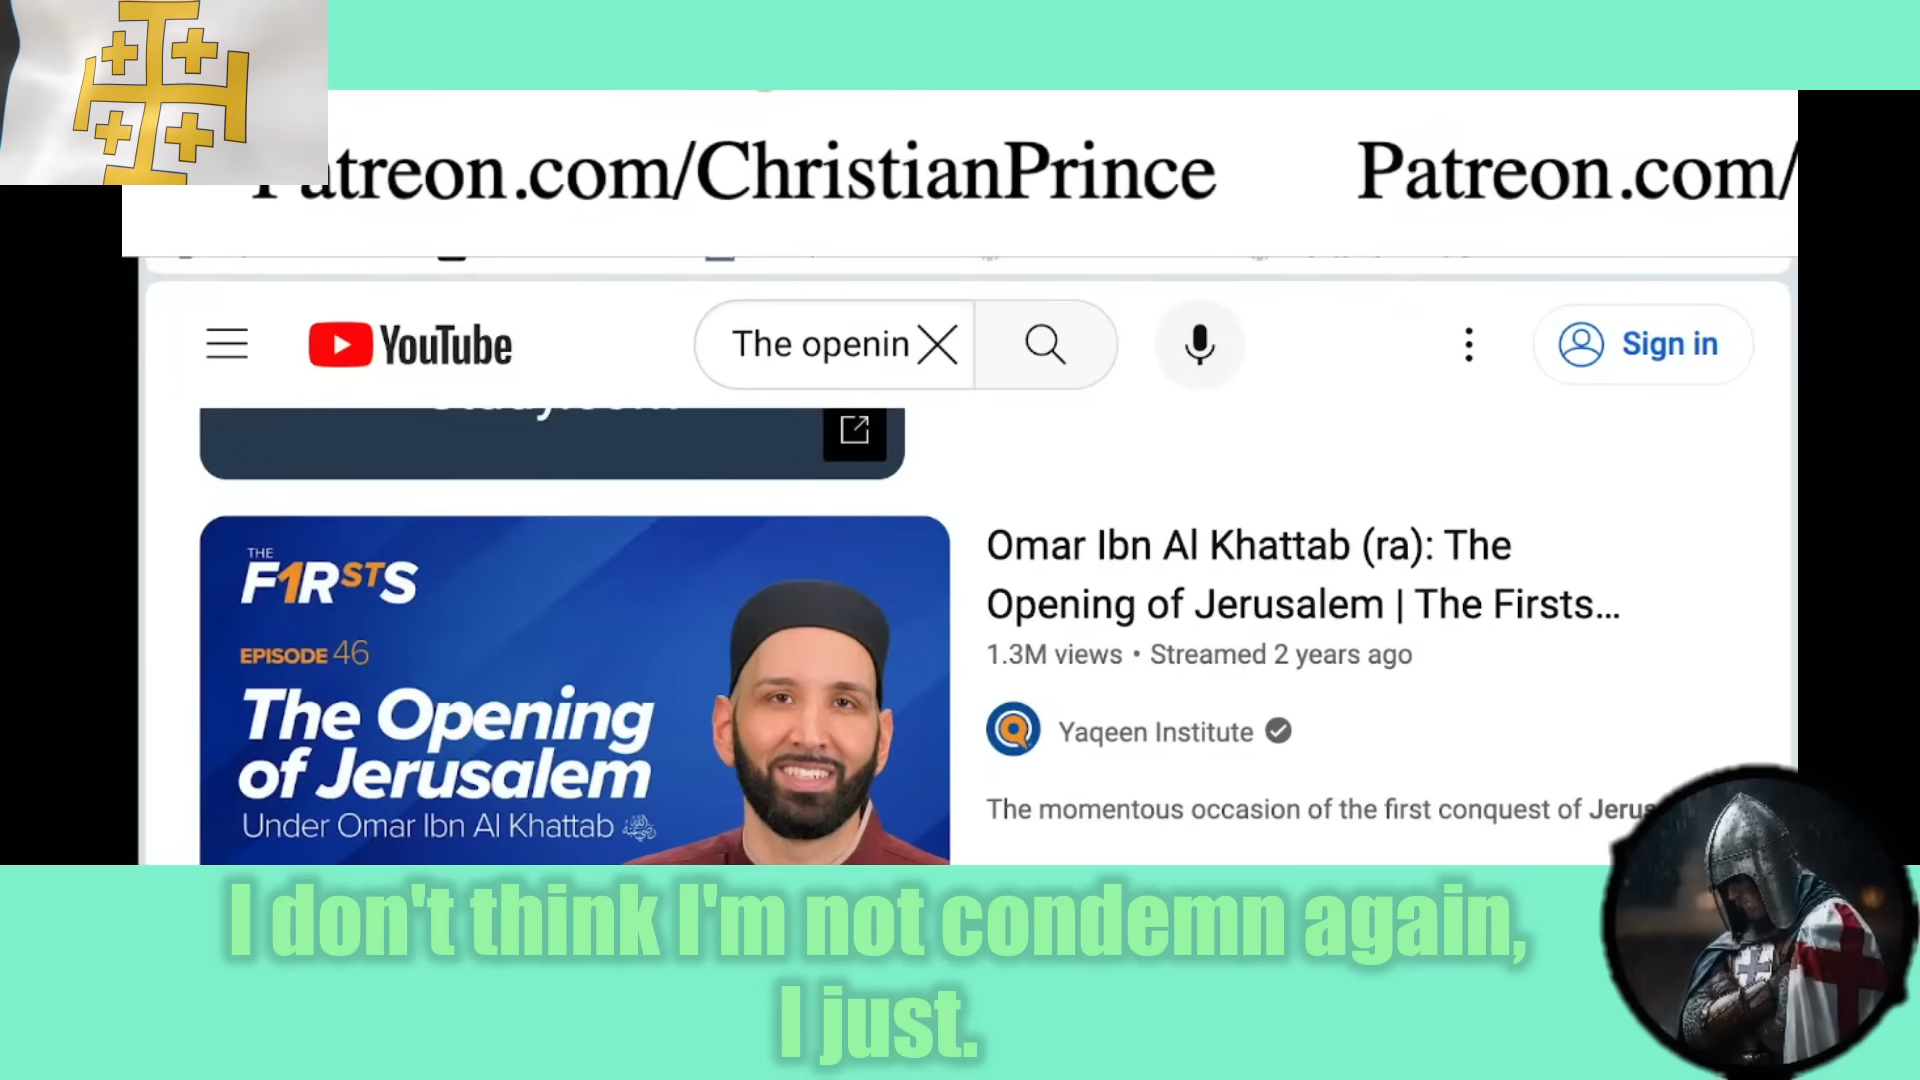 Patreon.com/ChristianPrince Patreon.com/
YouTube
The openin
Sign in
THE
F1RSTS
EPISODE 46
The Opening
of Jerusalem
Under Omar Ibn Al Khattab
Omar Ibn Al Khattab (ra): The
Opening of Jerusalem | The Firsts...
1.3M views • Streamed 2 years ago
Yaqeen Institute
The momentous occasion of the first conquest of Jerus
I don't think I'm not condemn again,
I just.